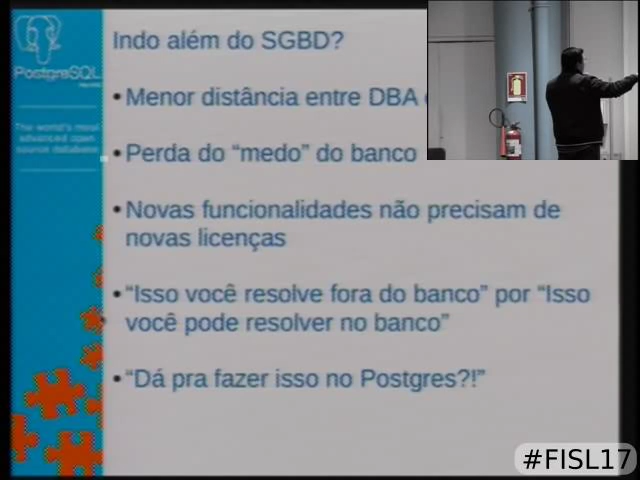 PostgreSQL
The world's most
advanced open
source database
Indo além do SGBD?
• Menor distância entre DBA
• Perda do “medo” do banco
• Novas funcionalidades não precisam de
novas licenças
• “Isso você resolve fora do banco” por “Isso
você pode resolver no banco”
• “Dá pra fazer isso no Postgres?!”
#FISL17